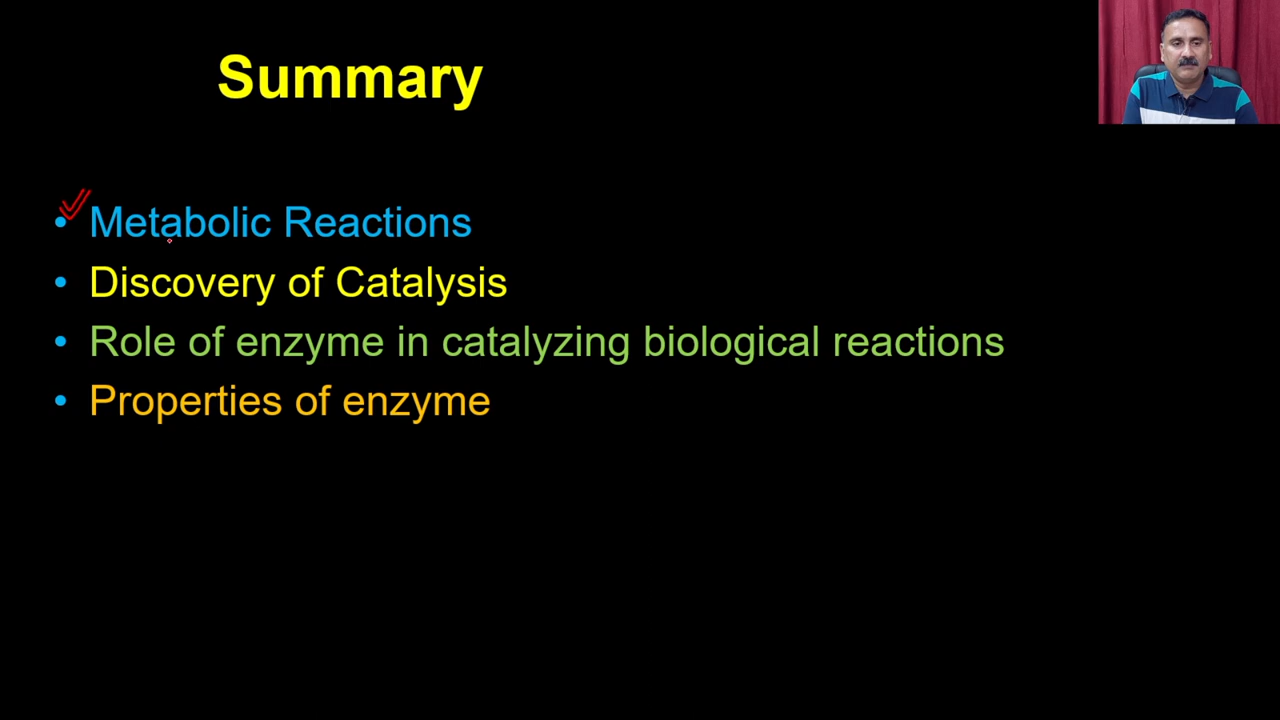 Summary
• Metabolic Reactions
• Discovery of Catalysis
• Role of enzyme in catalyzing biological reactions
• Properties of enzyme